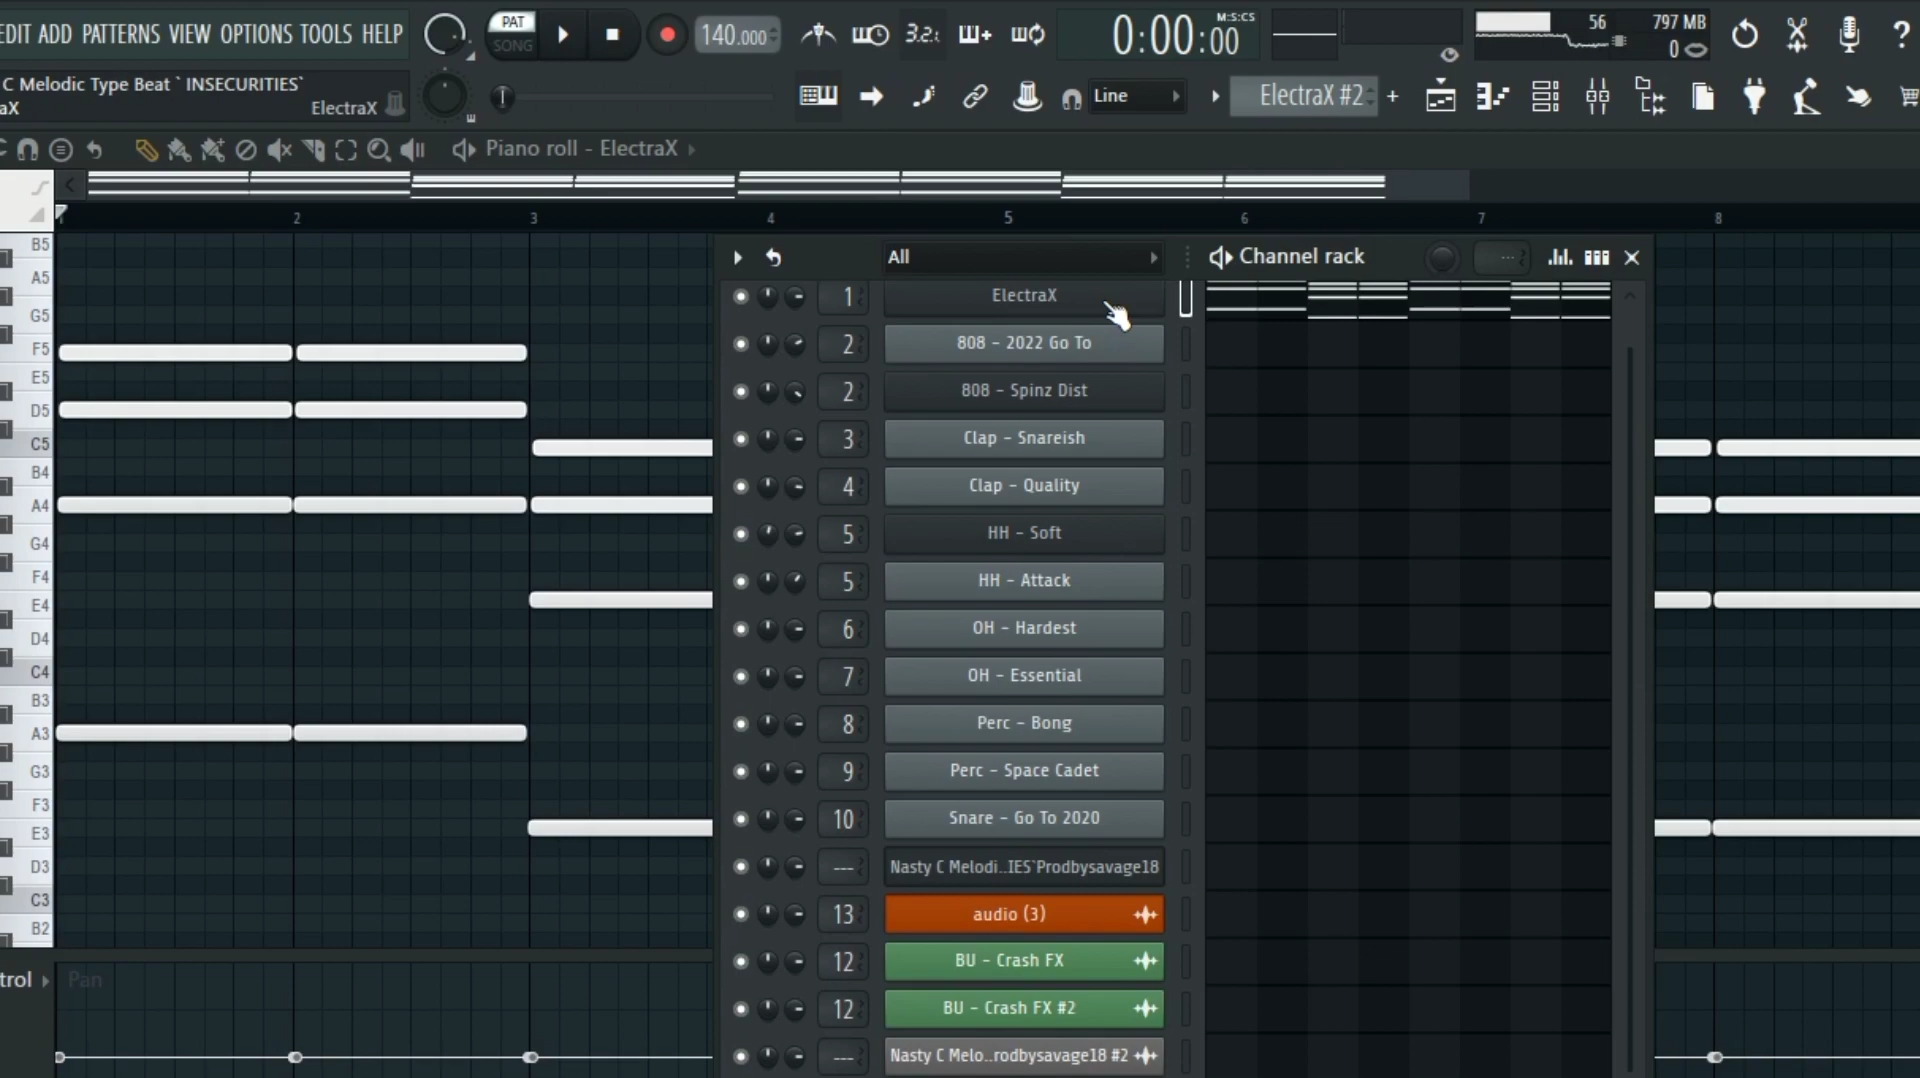 EDIT ADD PATTERNS VIEW OPTIONS TOOLS HELP
PAT
SONG
140.000
3.2.
0:00:00
M:S:CS
56
797 MB
0
?
C Melodic Type Beat ` INSECURITIES`
aX
ElectraX
Line
ElectraX #2
+
Piano roll - ElectraX
2
3
4
5
6
7
8
All
Channel rack
B5
A5
G5
F5
E5
D5
C5
B4
A4
G4
F4
E4
D4
C4
B3
A3
G3
F3
E3
D3
C3
B2
1 ElectraX
2 808 - 2022 Go To
2 808 - Spinz Dist
3 Clap - Snareish
4 Clap - Quality
5 HH - Soft
5 HH - Attack
6 OH - Hardest
7 OH - Essential
8 Perc - Bong
9 Perc - Space Cadet
10 Snare - Go To 2020
--- Nasty C Melodi..IES`Prodbysavage18
13 audio (3)
12 BU - Crash FX
12 BU - Crash FX #2
--- Nasty C Melo..rodbysavage18 #2
trol
Pan